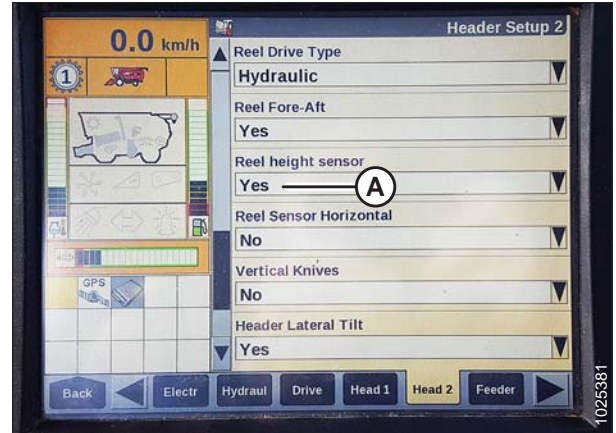 Header Setup 2
0.0 km/h
1
Reel Drive Type
Hydraulic
Reel Fore-Aft
Yes
Reel height sensor
Yes
A
Reel Sensor Horizontal
No
Vertical Knives
No
GPS
Header Lateral Tilt
Yes
Back
Electr
Hydraul
Drive
Head 1
Head 2
Feeder
1025381